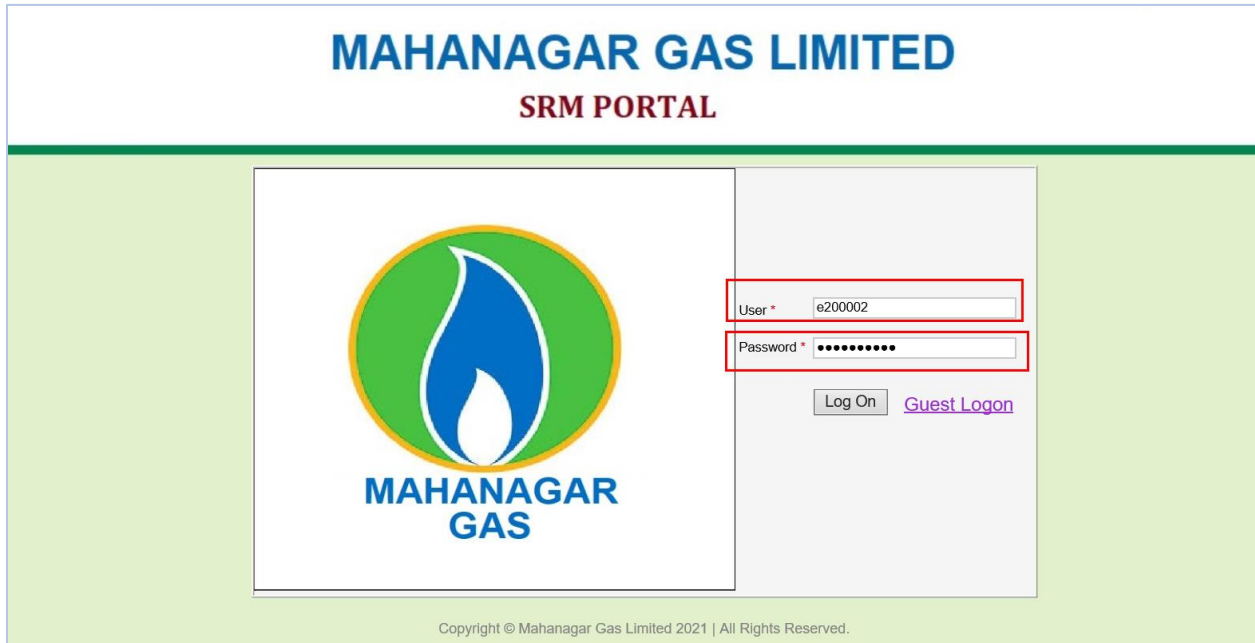 MAHANAGAR GAS LIMITED
SRM PORTAL
MAHANAGAR
GAS
User * e200002
Password * ●●●●●●●●●●
Log On Guest Logon
Copyright © Mahanagar Gas Limited 2021 | All Rights Reserved.